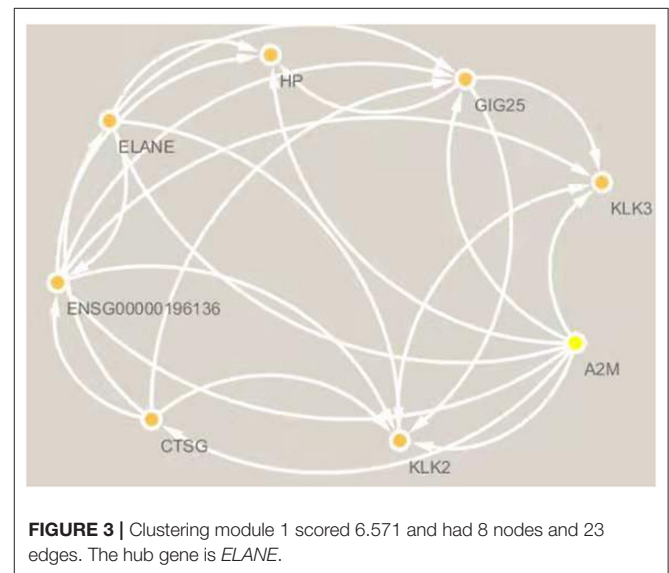 HP
GIG25
ELANE
KLK3
ENSG00000196136
A2M
CTSG
KLK2
FIGURE 3 | Clustering module 1 scored 6.571 and had 8 nodes and 23
edges. The hub gene is ELANE.